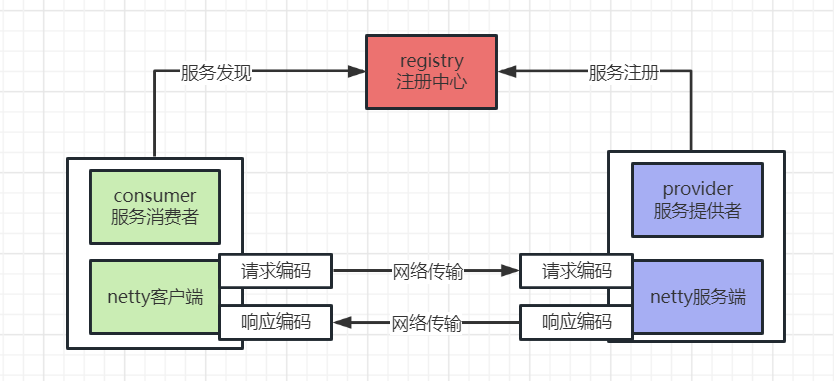 registry
注册中心
服务发现
服务注册
consumer
服务消费者
provider
服务提供者
请求编码
网络传输
请求编码
netty客户端
netty服务端
响应编码
网络传输
响应编码